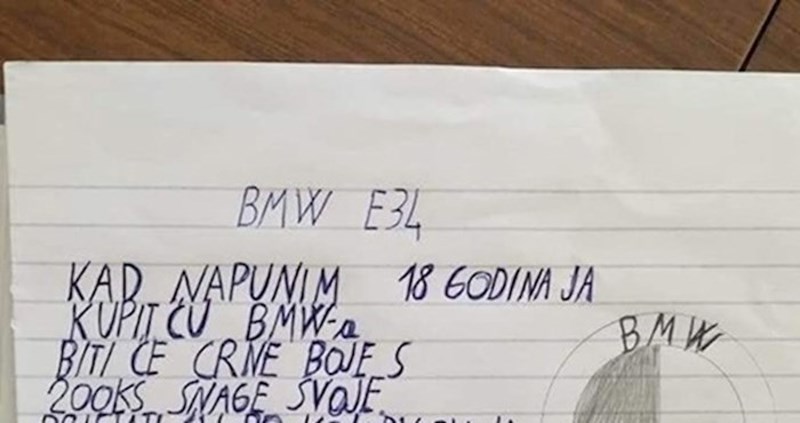 BMW E34
KAD NAPUNIM 18 GODINA JA
KUPIT ĆU BMW-a
BITI ĆE CRNE BOJE S
200KS SNAGE SVOJE.
BMW